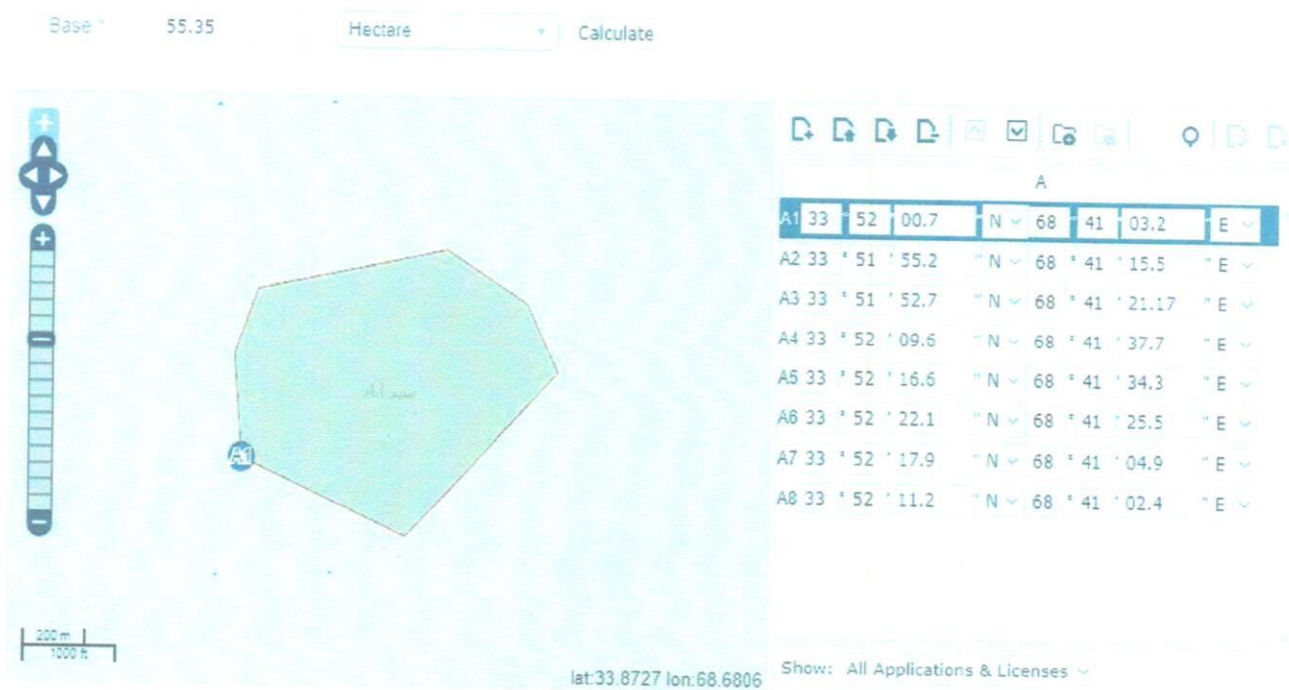 Base * 55.35 Hectare Calculate
A
A1 33 ° 52 ' 00.7 " N 68 ° 41 ' 03.2 " E
A2 33 ° 51 ' 55.2 " N 68 ° 41 ' 15.5 " E
A3 33 ° 51 ' 52.7 " N 68 ° 41 ' 21.17 " E
A4 33 ° 52 ' 09.6 " N 68 ° 41 ' 37.7 " E
A5 33 ° 52 ' 16.6 " N 68 ° 41 ' 34.3 " E
A6 33 ° 52 ' 22.1 " N 68 ° 41 ' 25.5 " E
A7 33 ° 52 ' 17.9 " N 68 ° 41 ' 04.9 " E
A8 33 ° 52 ' 11.2 " N 68 ° 41 ' 02.4 " E
A1
200 m
1000 ft
lat:33.8727 lon:68.6806
Show: All Applications & Licenses